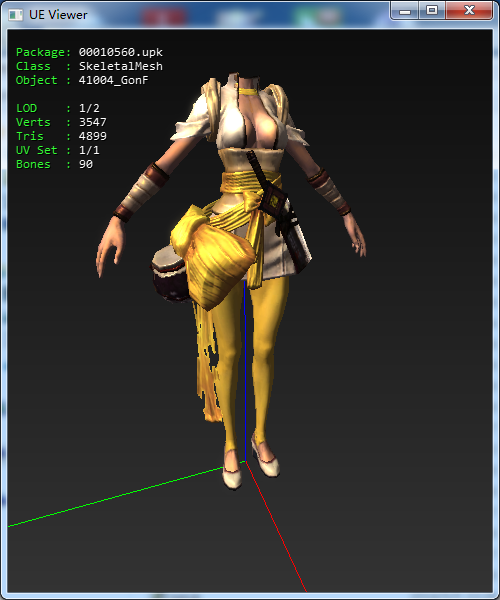 UE Viewer
Package: 00010560.upk
Class : SkeletalMesh
Object : 41004_GonF
LOD : 1/2
Verts : 3547
Tris : 4899
UV Set : 1/1
Bones : 90